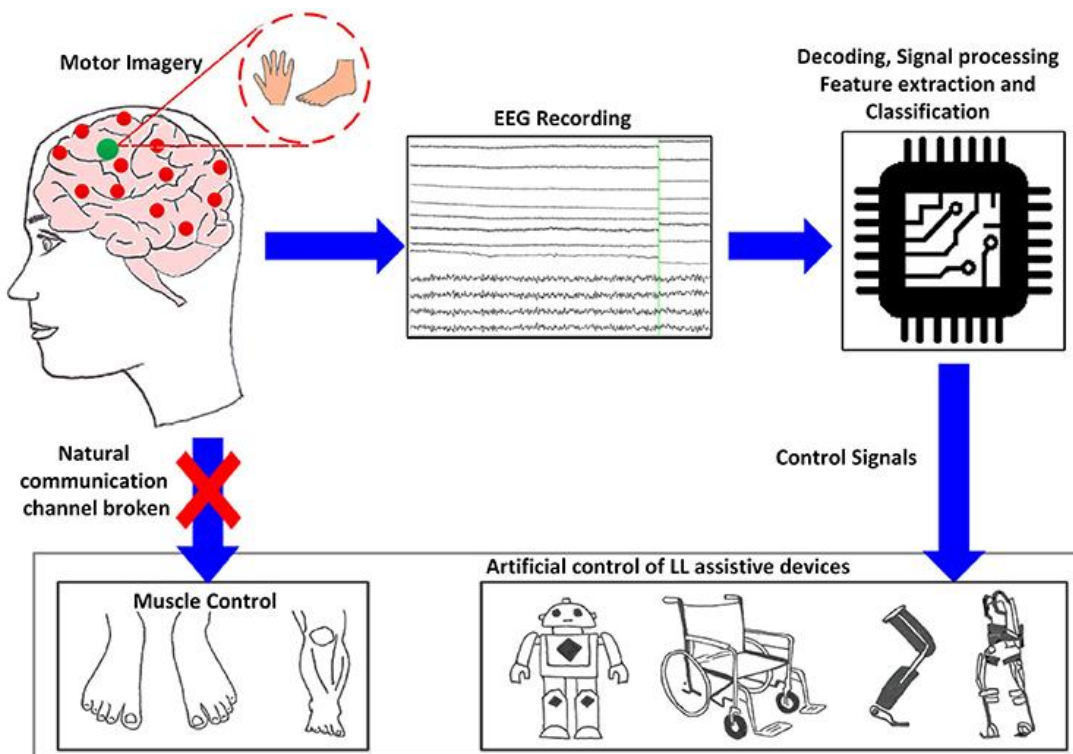 Motor Imagery
EEG Recording
Decoding, Signal processing
Feature extraction and
Classification
Natural
communication
channel broken
Control Signals
Artificial control of LL assistive devices
Muscle Control